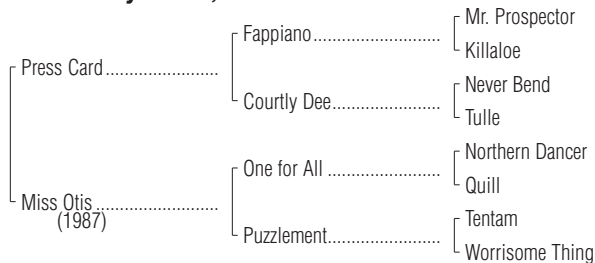 Fappiano
Mr. Prospector
Killaloe
Press Card
Courtly Dee
Never Bend
Tulle
One for All
Northern Dancer
Quill
Miss Otis
(1987)
Puzzlement
Tentam
Worrisome Thing